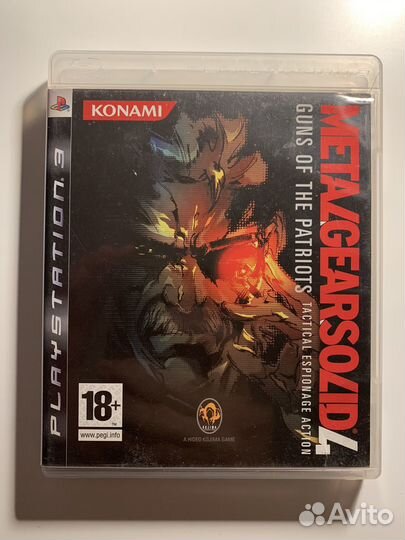 PLAYSTATION 3
KONAMI
METAL GEAR SOLID 4
GUNS OF THE PATRIOTS
TACTICAL ESPIONAGE ACTION
18+
www.pegi.info
KOJIMA
A HIDEO KOJIMA GAME
Avito